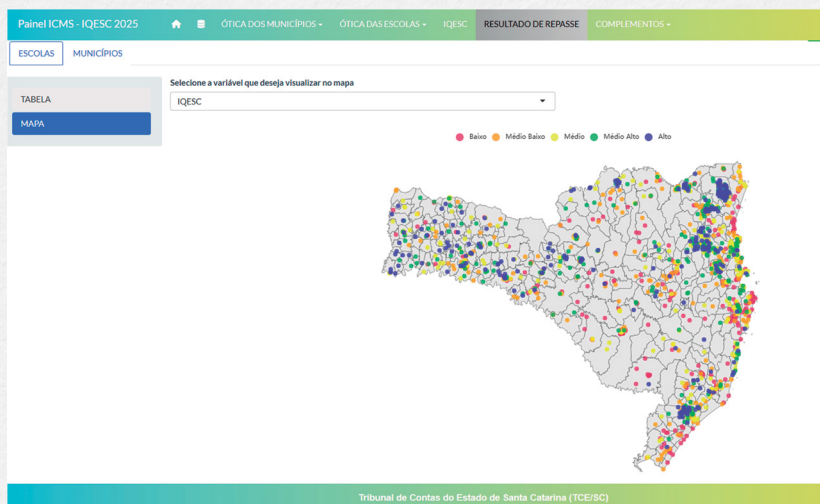 Painel ICMS - IQESC 2025 ÓTICA DOS MUNICÍPIOS ÓTICA DAS ESCOLAS IQESC RESULTADO DE REPASSE COMPLEMENTOS
ESCOLAS MUNICÍPIOS
Selecione a variável que deseja visualizar no mapa
TABELA
IQESC
MAPA
Baixo Médio Baixo Médio Médio Alto Alto
Tribunal de Contas do Estado de Santa Catarina (TCE/SC)